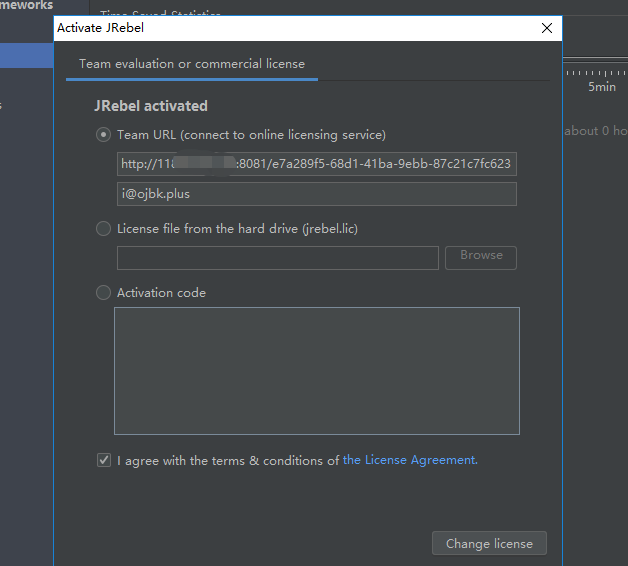 meworks
Time Saved Statistics
Activate JRebel
Team evaluation or commercial license
5min
JRebel activated
about 0 ho
Team URL (connect to online licensing service)
http://118 :8081/e7a289f5-68d1-41ba-9ebb-87c21c7fc623
i@ojbk.plus
License file from the hard drive (jrebel.lic)
Browse
Activation code
I agree with the terms & conditions of the License Agreement.
Change license